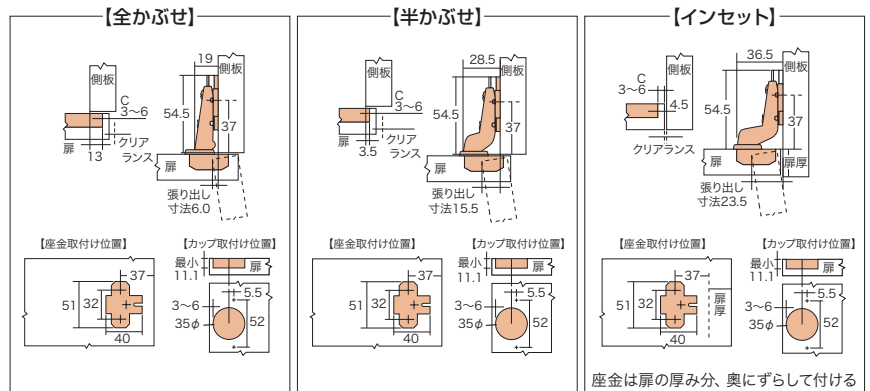 【全かぶせ】
19
側板
側板
C
3〜6
54.5
37
クリア
ランス
扉
13
扉
張り出し
寸法6.0
【座金取付け位置】
【カップ取付け位置】
37
51
32
40
最小
11.1
扉
5.5
3〜6
35φ
52
【半かぶせ】
28.5
側板
側板
C
3〜6
54.5
37
クリア
ランス
扉
3.5
扉
張り出し
寸法15.5
【座金取付け位置】
【カップ取付け位置】
37
51
32
40
最小
11.1
扉
5.5
3〜6
35φ
52
【インセット】
36.5
側板
側板
C
3〜6
4.5
54.5
37
クリアランス
扉
扉
扉厚
張り出し
寸法23.5
【座金取付け位置】
【カップ取付け位置】
37
51
32
40
扉厚
最小
11.1
扉
5.5
3〜6
35φ
52
座金は扉の厚み分、奥にずらして付ける